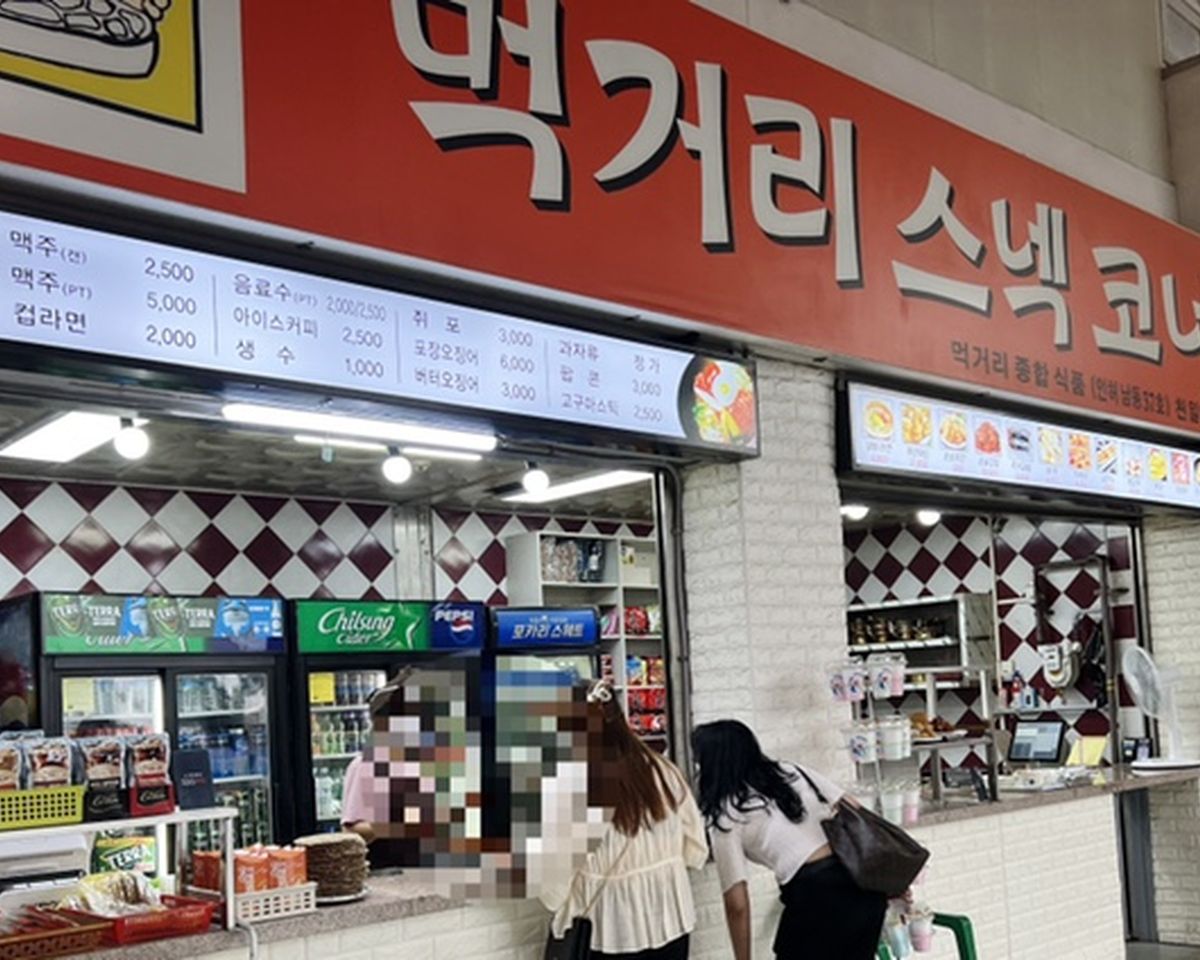 먹거리 스넥 코너
먹거리 종합 식품
맥주(캔) 2,500
맥주(PT) 5,000
컵라면 2,000
음료수(PT) 2,000/2,500
아이스커피 2,500
생 수 1,000
쥐 포 3,000
포장오징어 6,000
버터오징어 3,000
과자류 정가
팝 콘 3,000
고구마스틱 2,500
TERRA TERRA
Chilsung
Cider
PEPSI
포카리 스웨트
TERRA